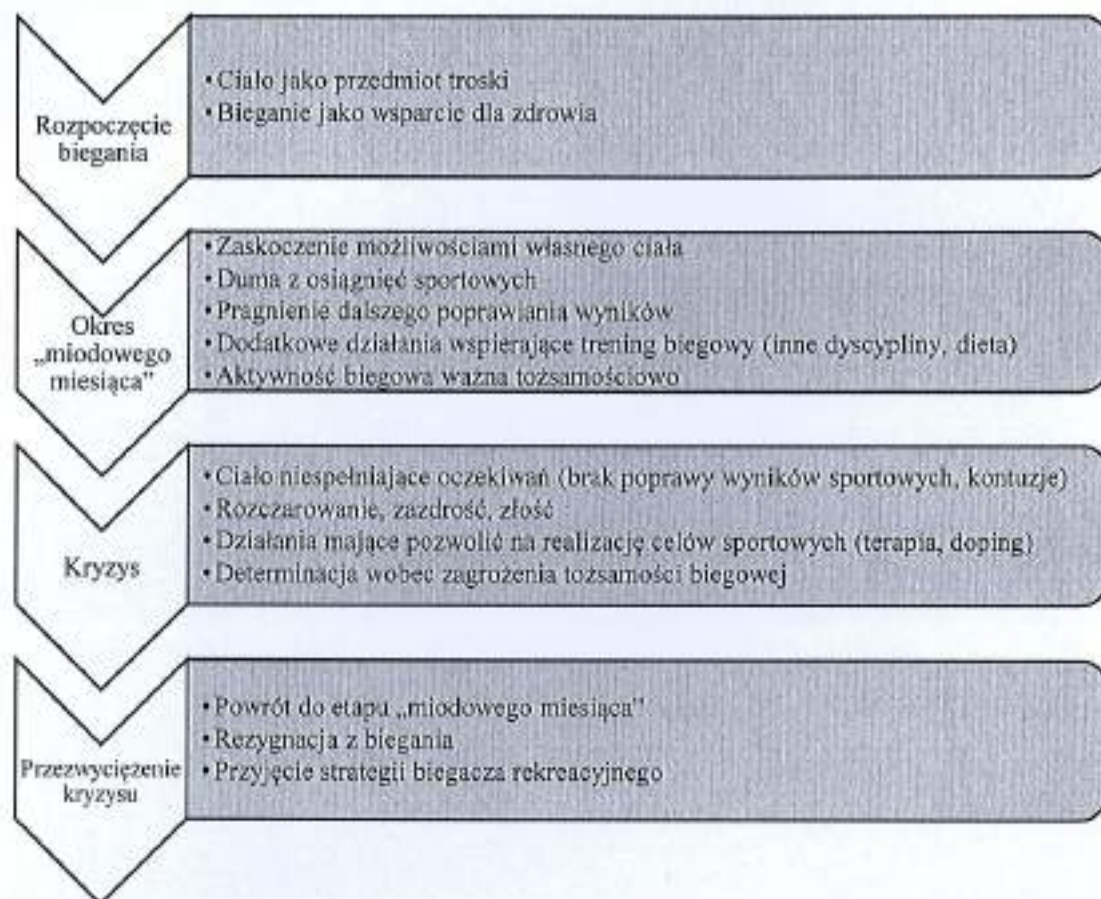 Rozpoczęcie
biegania
• Ciało jako przedmiot troski
• Bieganie jako wsparcie dla zdrowia
Okres
„miodowego
miesiąca”
• Zaskoczenie możliwościami własnego ciała
• Duma z osiągnięć sportowych
• Pragnienie dalszego poprawiania wyników
• Dodatkowe działania wspierające trening biegowy (inne dyscypliny, dieta)
• Aktywność biegowa ważna tożsamościowo
Kryzys
• Ciało niespełniające oczekiwań (brak poprawy wyników sportowych, kontuzje)
• Rozczarowanie, zazdrość, złość
• Działania mające pozwolić na realizację celów sportowych (terapia, doping)
• Determinacja wobec zagrożenia tożsamości biegowej
Przezwyciężenie
kryzysu
• Powrót do etapu „miodowego miesiąca”
• Rezygnacja z biegania
• Przyjęcie strategii biegacza rekreacyjnego